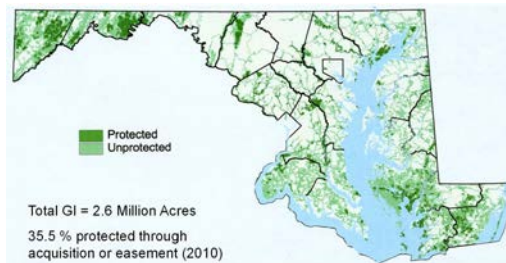 Protected
Unprotected
Total GI = 2.6 Million Acres
35.5 % protected through
acquisition or easement (2010)